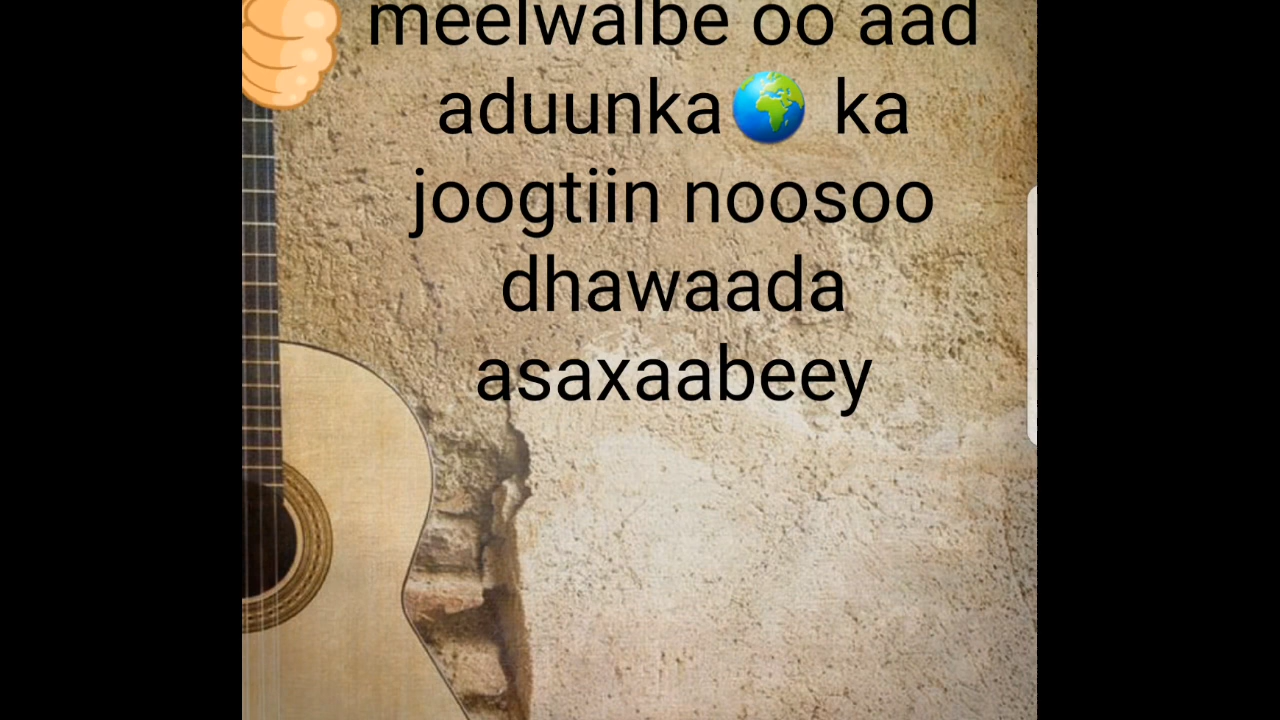 meelwalbe oo aad
aduunka🌍 ka
joogtiin noosoo
dhawaada
asaxaabeey